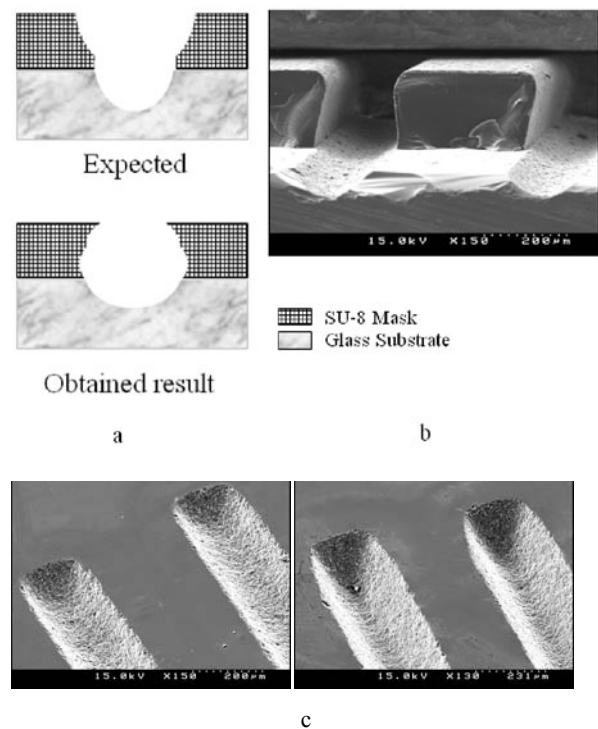 Expected
15.0kV X150 200µm
SU-8 Mask
Glass Substrate
Obtained result
a
b
15.0kV X150 200µm
15.0kV X130 231µm
c